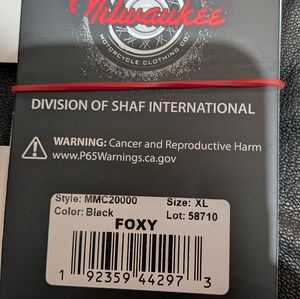 Milwaukee
MOTORCYCLE CLOTHING CO.
DIVISION OF SHAF INTERNATIONAL
WARNING: Cancer and Reproductive Harm
www.P65Warnings.ca.gov
Style: MMC20000 Size: XL
Color: Black Lot: 58710
FOXY
1 92359 44297 3